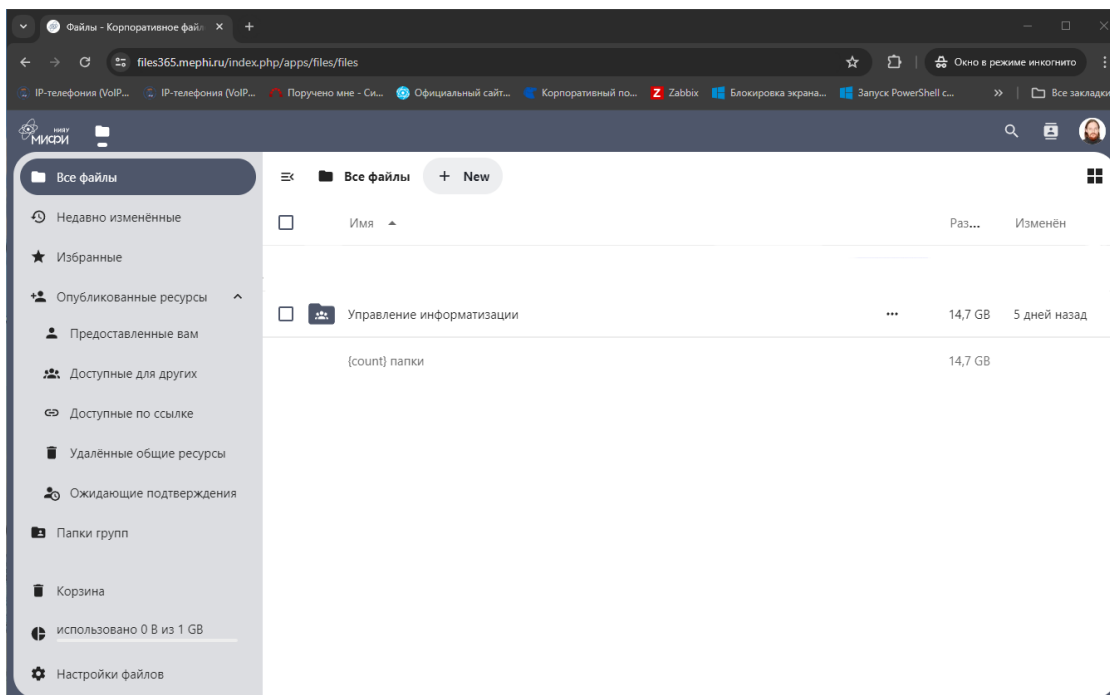 Файлы - Корпоративное файл
files365.mephi.ru/index.php/apps/files/files
Окно в режиме инкогнито
IP-телефония (VoIP... IP-телефония (VoIP... Поручено мне - Си... Официальный сайт... Корпоративный по... Z Zabbix Блокировка экрана... Запуск PowerShell с... » Все закладки
НИЯУ
МИФИ
Все файлы
Недавно изменённые
Избранные
Опубликованные ресурсы
Предоставленные вам
Доступные для других
Доступные по ссылке
Удалённые общие ресурсы
Ожидающие подтверждения
Папки групп
Корзина
использовано 0 B из 1 GB
Настройки файлов
Все файлы + New
Имя Раз... Изменён
Управление информатизации ... 14,7 GB 5 дней назад
{count} папки 14,7 GB